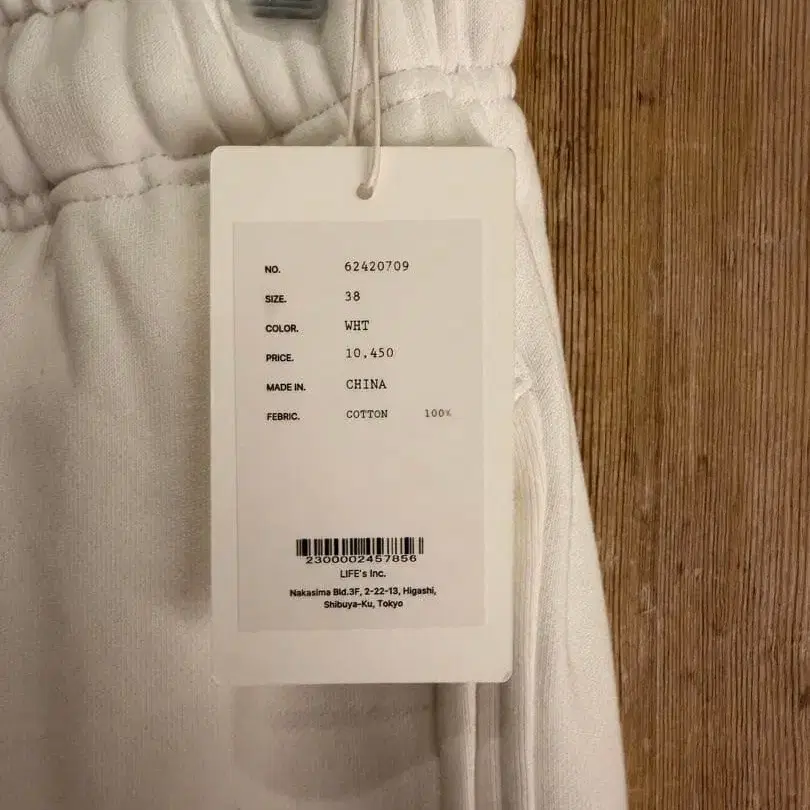 NO. 62420709
SIZE. 38
COLOR. WHT
PRICE. 10,450
MADE IN. CHINA
FEBRIC. COTTON 100%
2300002457856
LIFE's Inc.
Nakasima Bld.3F, 2-22-13, Higashi,
Shibuya-Ku, Tokyo